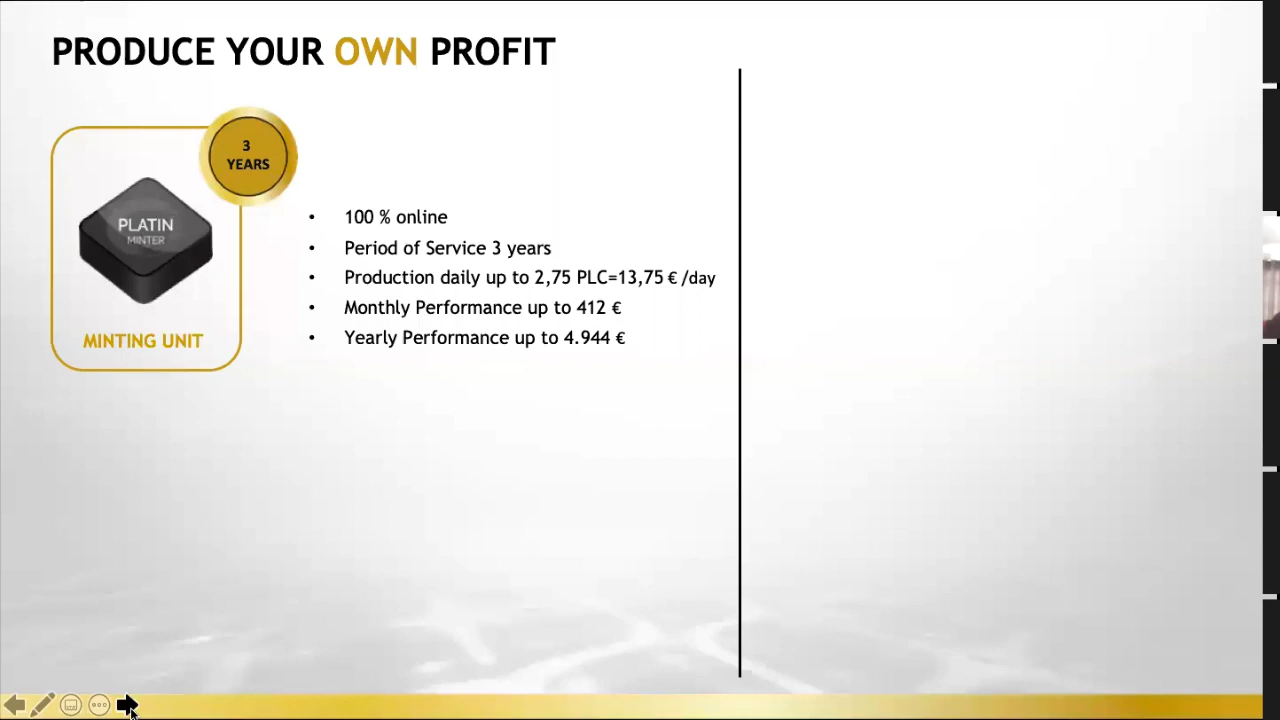 PRODUCE YOUR OWN PROFIT
3
YEARS
PLATIN
MINTER
MINTING UNIT
• 100 % online
• Period of Service 3 years
• Production daily up to 2,75 PLC=13,75 € /day
• Monthly Performance up to 412 €
• Yearly Performance up to 4.944 €